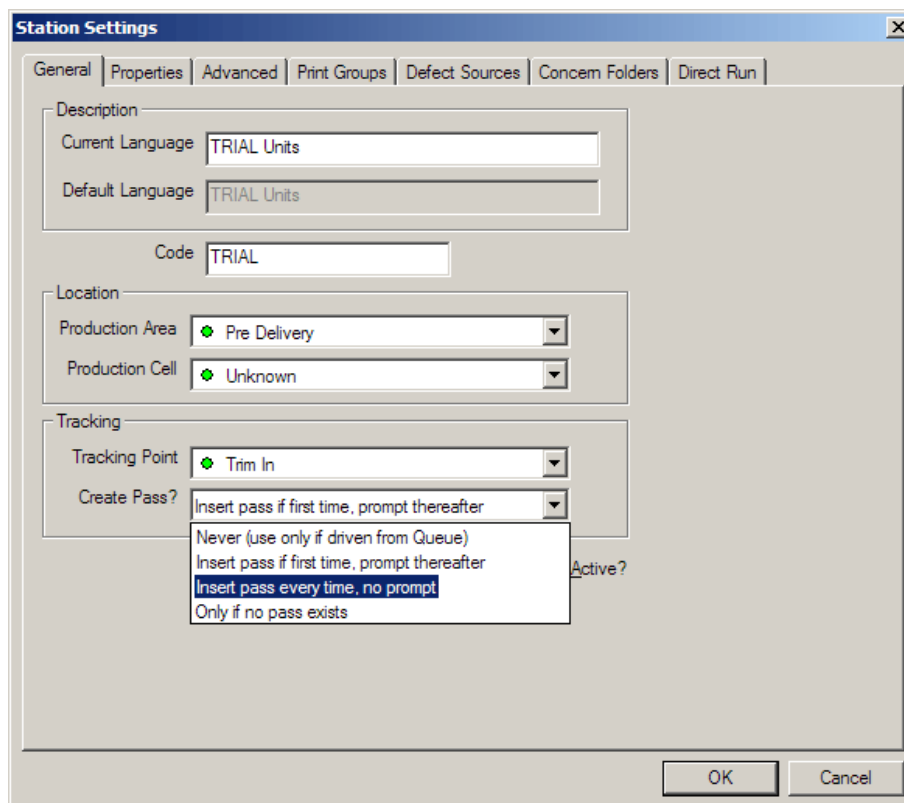 Station Settings
General Properties Advanced Print Groups Defect Sources Concern Folders Direct Run
Description
Current Language TRIAL Units
Default Language TRIAL Units
Code TRIAL
Location
Production Area Pre Delivery
Production Cell Unknown
Tracking
Tracking Point Trim In
Create Pass? Insert pass if first time, prompt thereafter
Never (use only if driven from Queue)
Insert pass if first time, prompt thereafter
Insert pass every time, no prompt
Only if no pass exists
Active?
OK Cancel